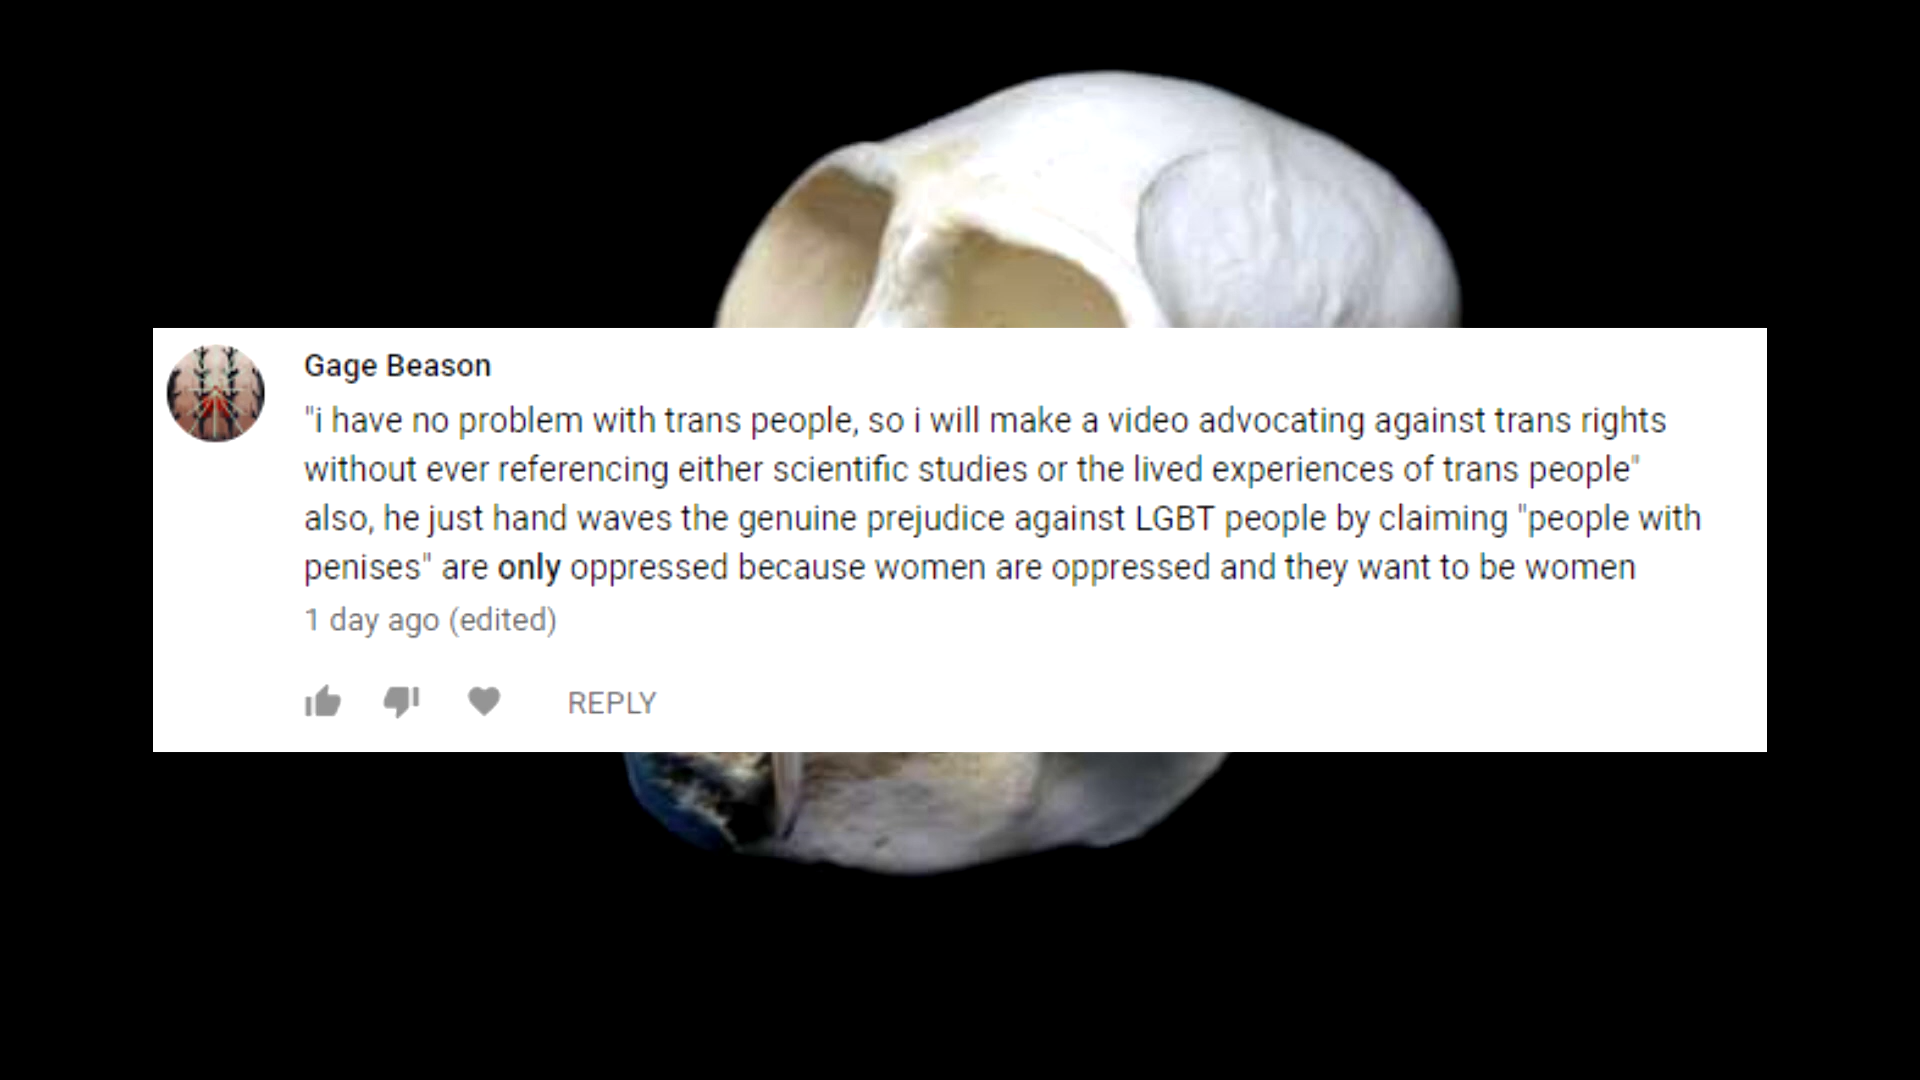 Gage Beason
"i have no problem with trans people, so i will make a video advocating against trans rights
without ever referencing either scientific studies or the lived experiences of trans people"
also, he just hand waves the genuine prejudice against LGBT people by claiming "people with
penises" are only oppressed because women are oppressed and they want to be women
1 day ago (edited)
REPLY